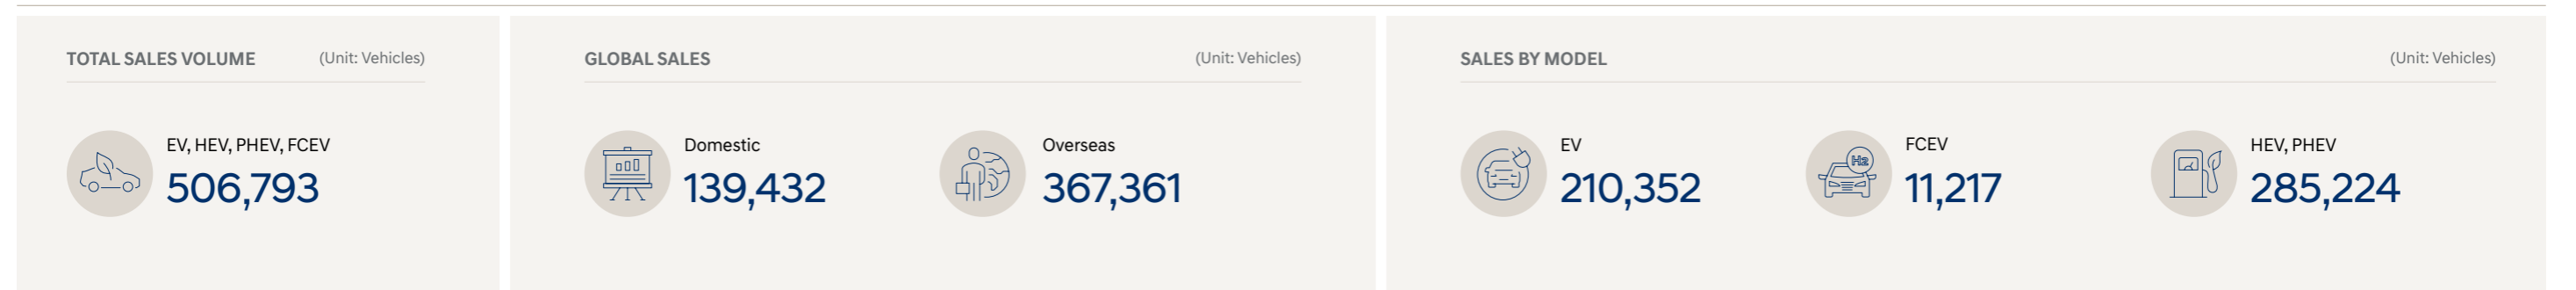 TOTAL SALES VOLUME (Unit: Vehicles)
EV, HEV, PHEV, FCEV
506,793
GLOBAL SALES (Unit: Vehicles)
Domestic
139,432
Overseas
367,361
SALES BY MODEL (Unit: Vehicles)
EV
210,352
H2
FCEV
11,217
HEV, PHEV
285,224